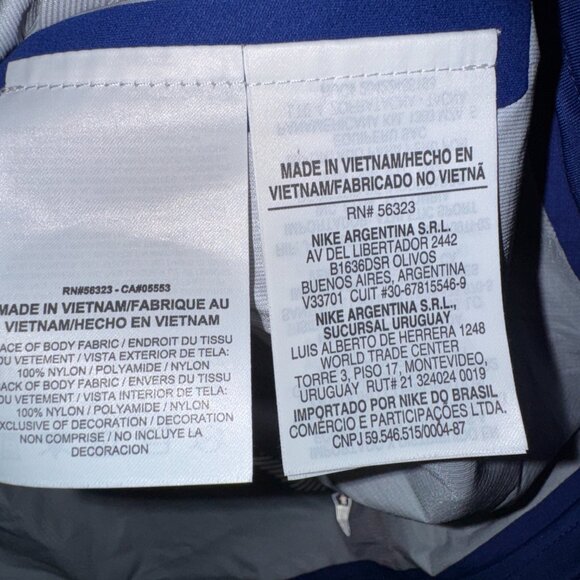 RN#56323 - CA#05553
MADE IN VIETNAM/FABRIQUE AU
VIETNAM/HECHO EN VIETNAM
ACE OF BODY FABRIC / ENDROIT DU TISSU
U VETEMENT / VISTA EXTERIOR DE TELA:
100% NYLON / POLYAMIDE / NYLON
ACK OF BODY FABRIC / ENVERS DU TISSU
U VETEMENT / VISTA INTERIOR DE TELA:
100% NYLON / POLYAMIDE / NYLON
EXCLUSIVE OF DECORATION / DECORATION
NON COMPRISE / NO INCLUYE LA
DECORACION
MADE IN VIETNAM/HECHO EN
VIETNAM/FABRICADO NO VIETNÃ
RN# 56323
NIKE ARGENTINA S.R.L.
AV DEL LIBERTADOR 2442
B1636DSR OLIVOS
BUENOS AIRES, ARGENTINA
V33701 CUIT #30-67815546-9
NIKE ARGENTINA S.R.L.,
SUCURSAL URUGUAY
LUIS ALBERTO DE HERRERA 1248
WORLD TRADE CENTER
TORRE 3, PISO 17, MONTEVIDEO,
URUGUAY RUT# 21 324024 0019
IMPORTADO POR NIKE DO BRASIL
COMÉRCIO E PARTICIPAÇÕES LTDA.
CNPJ 59.546.515/0004-87